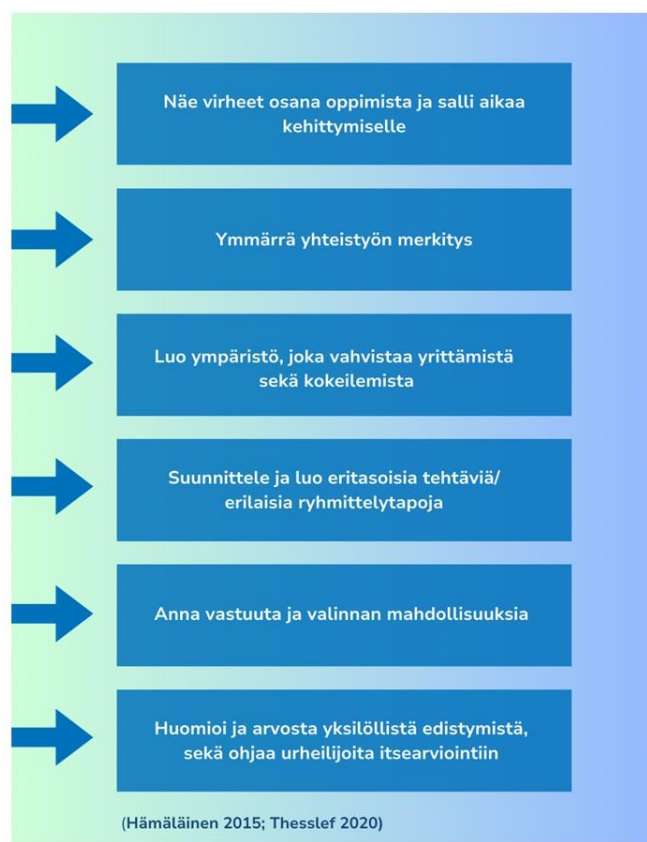 Näe virheet osana oppimista ja salli aikaa
kehittymiselle
Ymmärrä yhteistyön merkitys
Luo ympäristö, joka vahvistaa yrittämistä
sekä kokeilemista
Suunnittele ja luo eritasoisia tehtäviä/
erilaisia ryhmittelytapoja
Anna vastuuta ja valinnan mahdollisuuksia
Huomioi ja arvosta yksilöllistä edistymistä,
sekä ohjaa urheilijoita itsearviointiin
(Hämäläinen 2015; Thesslef 2020)